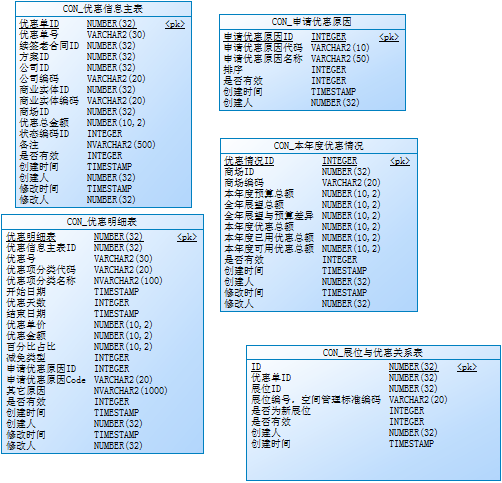 CON_优惠信息主表
优惠单ID NUMBER(32) <pk>
优惠单号 VARCHAR2(30)
续签老合同ID NUMBER(32)
方案ID NUMBER(32)
公司ID NUMBER(32)
公司编码 VARCHAR2(20)
商业实体ID NUMBER(32)
商业实体编码 VARCHAR2(20)
商场ID NUMBER(32)
优惠总金额 NUMBER(10,2)
状态编码ID INTEGER
备注 NVARCHAR2(500)
是否有效 INTEGER
创建时间 TIMESTAMP
创建人 NUMBER(32)
修改时间 TIMESTAMP
修改人 NUMBER(32)
CON_申请优惠原因
申请优惠原因ID INTEGER <pk>
申请优惠原因代码 VARCHAR2(10)
申请优惠原因名称 VARCHAR2(50)
排序 INTEGER
是否有效 INTEGER
创建时间 TIMESTAMP
创建人 NUMBER(32)
CON_本年度优惠情况
优惠情况ID INTEGER <pk>
商场ID NUMBER(32)
商场编码 VARCHAR2(20)
本年度预算总额 NUMBER(10,2)
全年展望总额 NUMBER(10,2)
全年展望与预算差异 NUMBER(10,2)
本年度优惠总额 NUMBER(10,2)
本年度已用优惠总额 NUMBER(10,2)
本年度可用优惠总额 NUMBER(10,2)
是否有效 INTEGER
创建时间 TIMESTAMP
创建人 NUMBER(32)
修改时间 TIMESTAMP
修改人 NUMBER(32)
CON_优惠明细表
优惠明细表 NUMBER(32) <pk>
优惠信息主表ID NUMBER(32)
优惠号 VARCHAR2(30)
优惠项分类代码 VARCHAR2(20)
优惠项分类名称 NVARCHAR2(100)
开始日期 TIMESTAMP
优惠天数 INTEGER
结束日期 TIMESTAMP
优惠单价 NUMBER(10,2)
优惠金额 NUMBER(10,2)
百分比占比 NUMBER(10,2)
减免类型 INTEGER
申请优惠原因ID INTEGER
申请优惠原因Code VARCHAR2(20)
其它原因 NVARCHAR2(1000)
是否有效 INTEGER
创建时间 TIMESTAMP
创建人 NUMBER(32)
修改时间 TIMESTAMP
修改人 NUMBER(32)
CON_展位与优惠关系表
ID NUMBER(32) <pk>
优惠单ID NUMBER(32)
展位ID NUMBER(32)
展位编号，空间管理标准编码 VARCHAR2(20)
是否为新展位 INTEGER
是否有效 INTEGER
创建人 NUMBER(32)
创建时间 TIMESTAMP